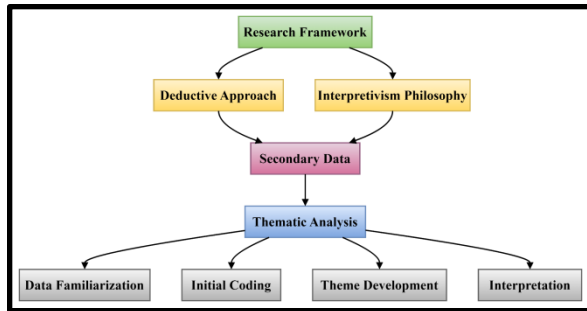 Research Framework
Deductive Approach
Interpretivism Philosophy
Secondary Data
Thematic Analysis
Data Familiarization
Initial Coding
Theme Development
Interpretation